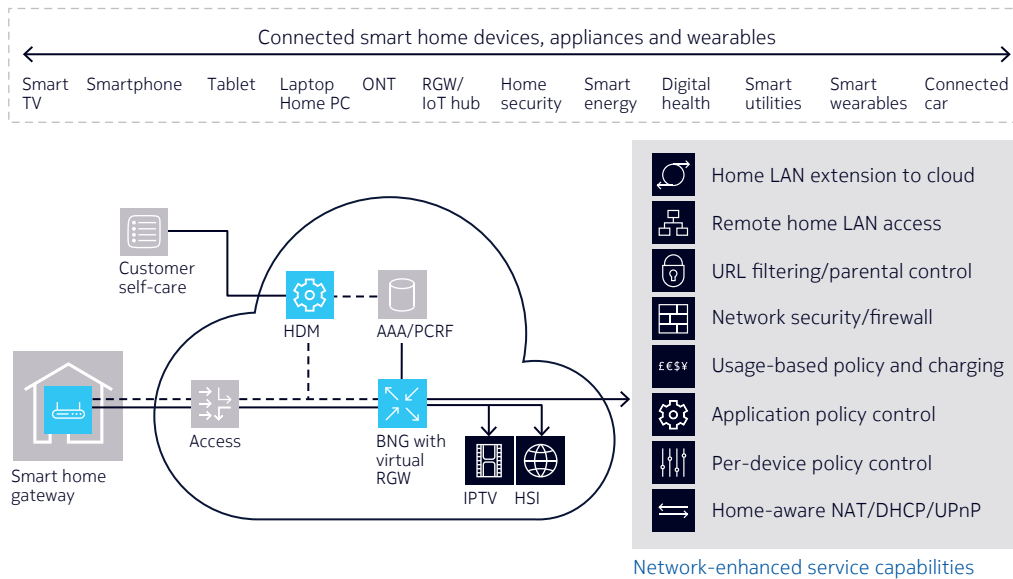 Connected smart home devices, appliances and wearables
Smart
TV
Smartphone
Tablet
Laptop
Home PC
ONT
RGW/
IoT hub
Home
security
Smart
energy
Digital
health
Smart
utilities
Smart
wearables
Connected
car
Customer
self-care
HDM
AAA/PCRF
Smart home
gateway
Access
BNG with
virtual
RGW
IPTV
HSI
Home LAN extension to cloud
Remote home LAN access
URL filtering/parental control
Network security/firewall
£€$¥
Usage-based policy and charging
Application policy control
Per-device policy control
Home-aware NAT/DHCP/UPnP
Network-enhanced service capabilities